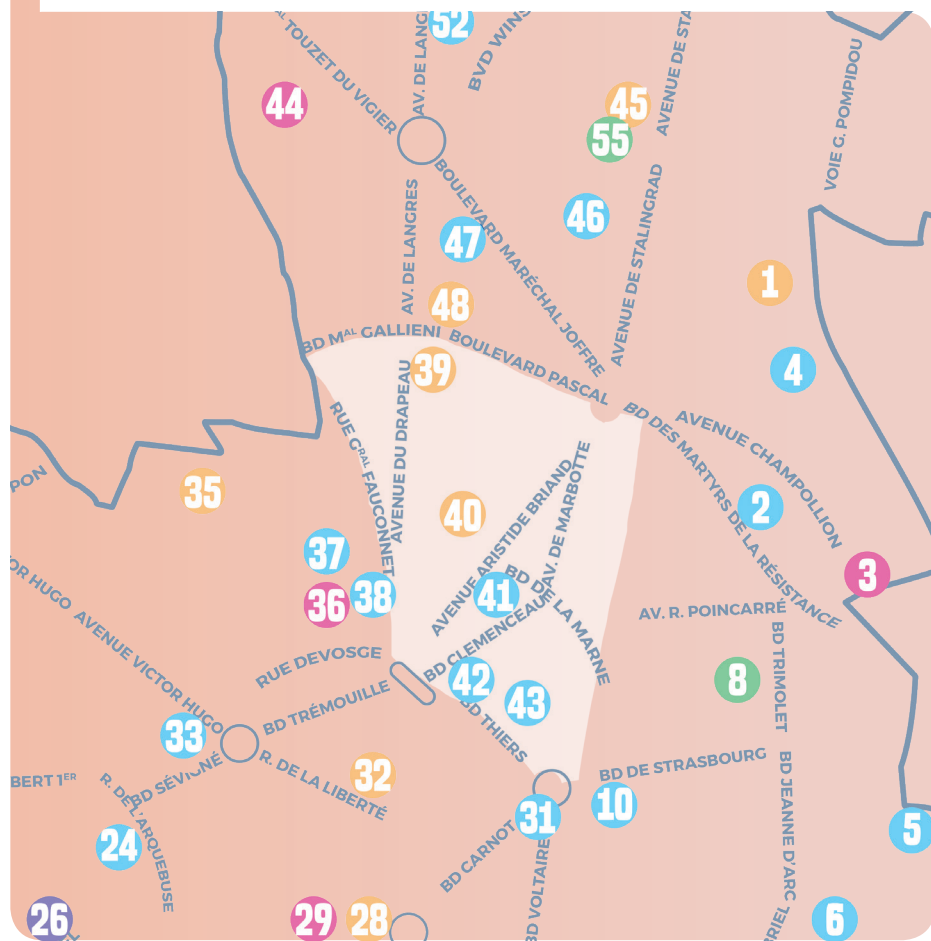 AL TOUZET DU VIGIER
AV. DE LANG
52
BVD WINS
AVENUE DE STA
VOIE G. POMPIDOU
44
45
55
BOULEVARD MARÉCHAL JOFFRE
AV. DE LANGRES
46
47
AVENUE DE STALINGRAD
1
48
BD MAL GALLIENI
BOULEVARD PASCAL
39
4
AVENUE DU DRAPEAU
RUE GRAL FAUCONNET
BD DES MARTYRS DE LA RÉSISTANCE
AVENUE CHAMPOLLION
PON
35
40
2
AVENUE ARISTIDE BRIAND
AV. DE MARBOTTE
37
3
OR HUGO
AVENUE VICTOR HUGO
36
38
41
BD DE LA MARNE
BD CLEMENCEAU
AV. R. POINCARRÉ
BD TRIMOLET
RUE DEVOSGE
BD TRÉMOUILLE
42
43
8
BD THIERS
33
BD SÉVIGNÉ
R. DE LA LIBERTÉ
32
BD DE STRASBOURG
BERT 1ER
R. DE L'ARQUEBUSE
BD JEANNE D'ARC
10
31
5
24
BD CARNOT
BD VOLTAIRE
26
29
28
RIEL
6